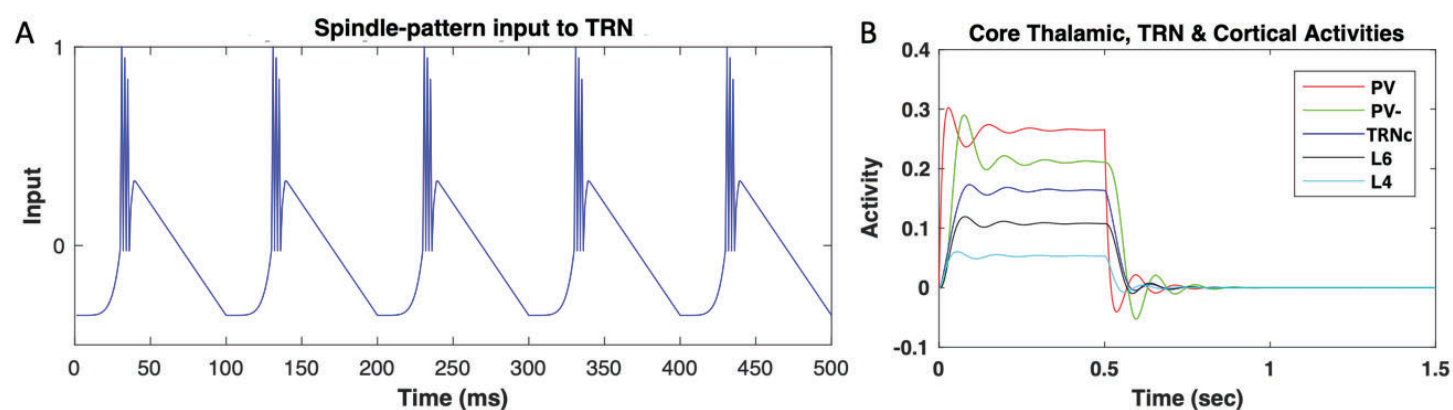 A
Spindle-pattern input to TRN
1
0
Input
0
50
100
150
200
250
300
350
400
450
500
Time (ms)
B
Core Thalamic, TRN & Cortical Activities
0.4
0.3
0.2
0.1
0
-0.1
Activity
PV
PV-
TRNc
L6
L4
0
0.5
1
1.5
Time (sec)